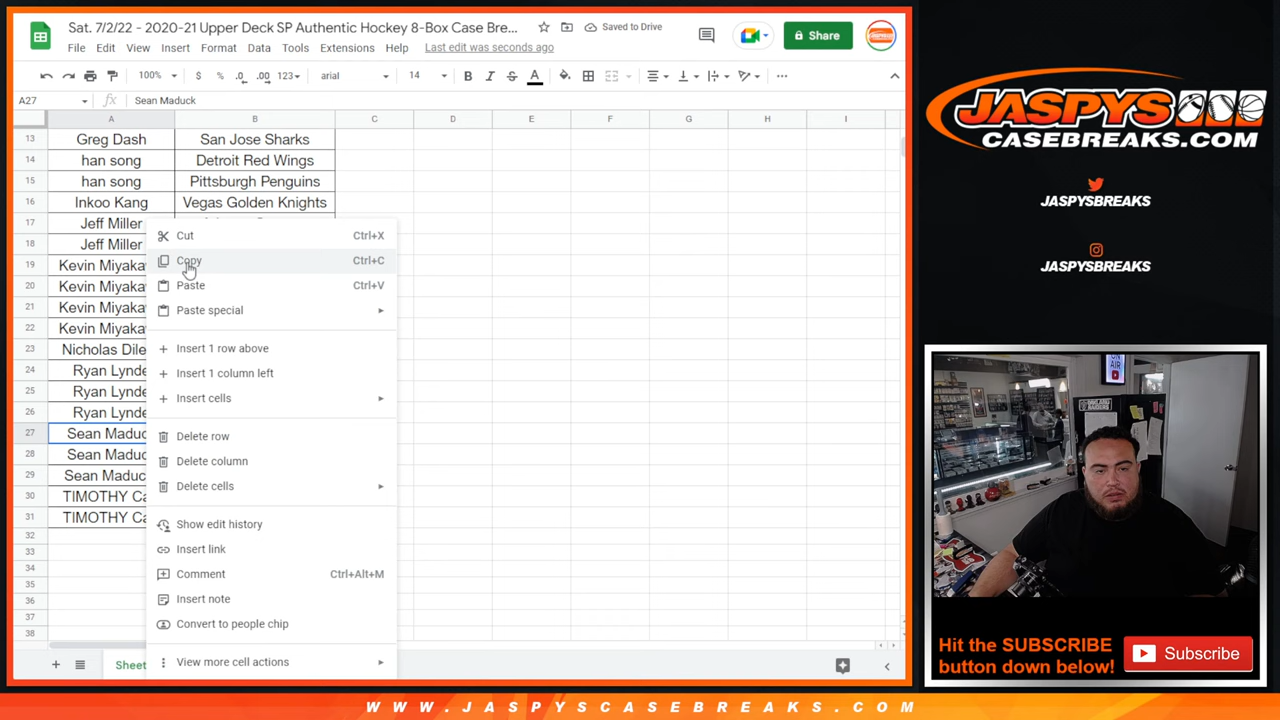 Sat. 7/2/22 - 2020-21 Upper Deck SP Authentic Hockey 8-Box Case Bre...
Saved to Drive
Share
File Edit View Insert Format Data Tools Extensions Help Last edit was seconds ago
100% $ % .0 .00 123 arial 14 B I S A
A27 fx Sean Maduck
A B C D E F G H I
13 Greg Dash San Jose Sharks
14 han song Detroit Red Wings
15 han song Pittsburgh Penguins
16 Inkoo Kang Vegas Golden Knights
17 Jeff Miller
18 Jeff Miller
19 Kevin Miyaka
20 Kevin Miyaka
21 Kevin Miyaka
22 Kevin Miyaka
23 Nicholas Dile
24 Ryan Lynde
25 Ryan Lynde
26 Ryan Lynde
27 Sean Maduc
28 Sean Maduc
29 Sean Maduc
30 TIMOTHY Ca
31 TIMOTHY Ca
32
33
34
35
36
37
38
Cut Ctrl+X
Copy Ctrl+C
Paste Ctrl+V
Paste special
Insert 1 row above
Insert 1 column left
Insert cells
Delete row
Delete column
Delete cells
Show edit history
Insert link
Comment Ctrl+Alt+M
Insert note
Convert to people chip
View more cell actions
Sheet
JASPYS
CASEBREAKS.COM
JASPYSBREAKS
JASPYSBREAKS
ON
AIR
Hit the SUBSCRIBE
button down below!
Subscribe
WWW.JASPYSCASEBREAKS.COM